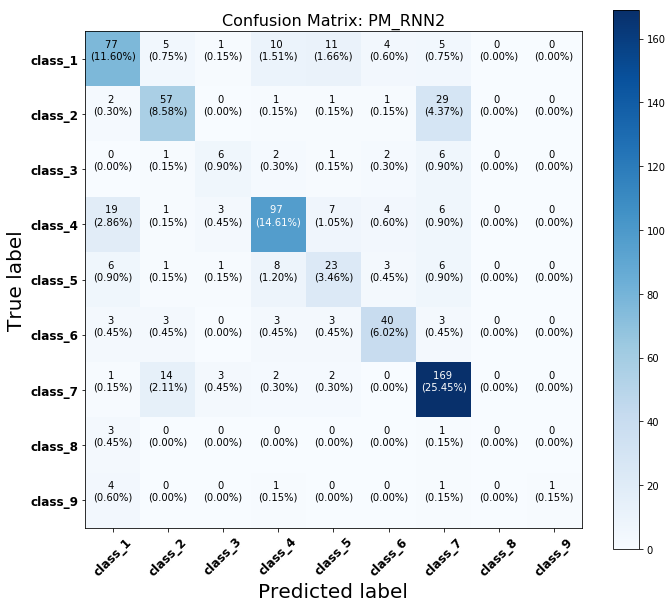 Confusion Matrix: PM_RNN2
class_1 77 5 1 10 11 4 5 0 0
(11.60%) (0.75%) (0.15%) (1.51%) (1.66%) (0.60%) (0.75%) (0.00%) (0.00%)
class_2 2 57 0 1 1 1 29 0 0
(0.30%) (8.58%) (0.00%) (0.15%) (0.15%) (0.15%) (4.37%) (0.00%) (0.00%)
class_3 0 1 6 2 1 2 6 0 0
(0.00%) (0.15%) (0.90%) (0.30%) (0.15%) (0.30%) (0.90%) (0.00%) (0.00%)
class_4 19 1 3 97 7 4 6 0 0
(2.86%) (0.15%) (0.45%) (14.61%) (1.05%) (0.60%) (0.90%) (0.00%) (0.00%)
class_5 6 1 1 8 23 3 6 0 0
(0.90%) (0.15%) (0.15%) (1.20%) (3.46%) (0.45%) (0.90%) (0.00%) (0.00%)
class_6 3 3 0 3 3 40 3 0 0
(0.45%) (0.45%) (0.00%) (0.45%) (0.45%) (6.02%) (0.45%) (0.00%) (0.00%)
class_7 1 14 3 2 2 0 169 0 0
(0.15%) (2.11%) (0.45%) (0.30%) (0.30%) (0.00%) (25.45%) (0.00%) (0.00%)
class_8 3 0 0 0 0 0 1 0 0
(0.45%) (0.00%) (0.00%) (0.00%) (0.00%) (0.00%) (0.15%) (0.00%) (0.00%)
class_9 4 0 0 1 0 0 1 0 1
(0.60%) (0.00%) (0.00%) (0.15%) (0.00%) (0.00%) (0.15%) (0.00%) (0.15%)
True label
class_1 class_2 class_3 class_4 class_5 class_6 class_7 class_8 class_9
Predicted label
160
140
120
100
80
60
40
20
0